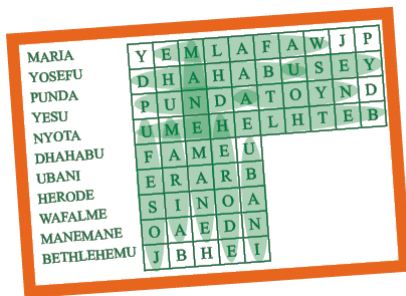 MARIA
YOSEFU
PUNDA
YESU
NYOTA
DHAHABU
UBANI
HERODE
WAFALME
MANEMANE
BETHLEHEMU
Y E M L A F A W J P
D H A H A B U S E Y
P U N D A T O Y N D
U M E H E L H T E B
F A M E U
E R A R B
S I N O A
O A E D N
J B H E I